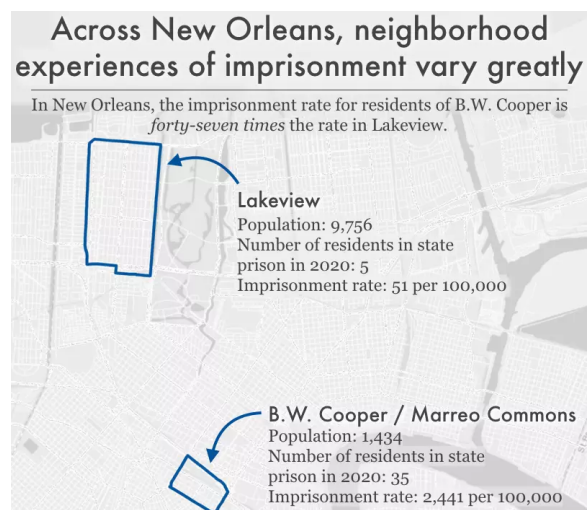 Across New Orleans, neighborhood
experiences of imprisonment vary greatly
In New Orleans, the imprisonment rate for residents of B.W. Cooper is
forty-seven times the rate in Lakeview.
Lakeview
Population: 9,756
Number of residents in state
prison in 2020: 5
Imprisonment rate: 51 per 100,000
B.W. Cooper / Marreo Commons
Population: 1,434
Number of residents in state
prison in 2020: 35
Imprisonment rate: 2,441 per 100,000